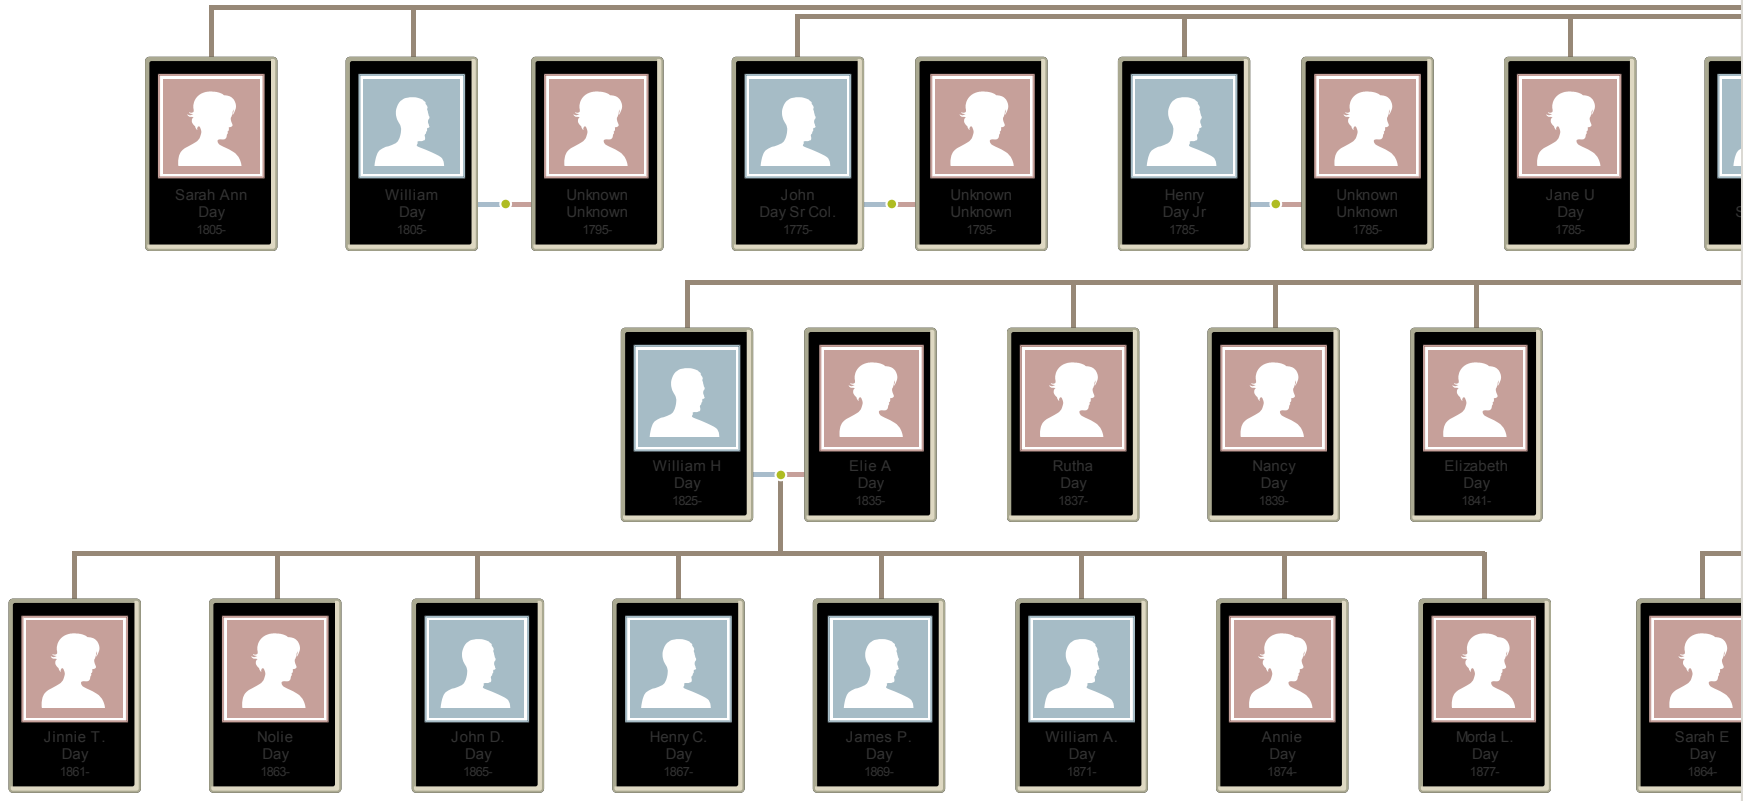 Sarah Ann
Day
1805-
William
Day
1805-
Unknown
Unknown
1795-
John
Day Sr Col.
1775-
Unknown
Unknown
1795-
Henry
Day Jr
1785-
Unknown
Unknown
1785-
Jane U
Day
1785-
William H
Day
1825-
Elie A
Day
1835-
Rutha
Day
1837-
Nancy
Day
1839-
Elizabeth
Day
1841-
Jinnie T.
Day
1861-
Nolie
Day
1863-
John D.
Day
1865-
Henry C.
Day
1867-
James P.
Day
1869-
William A.
Day
1871-
Annie
Day
1874-
Morda L.
Day
1877-
Sarah E
Day
1864-